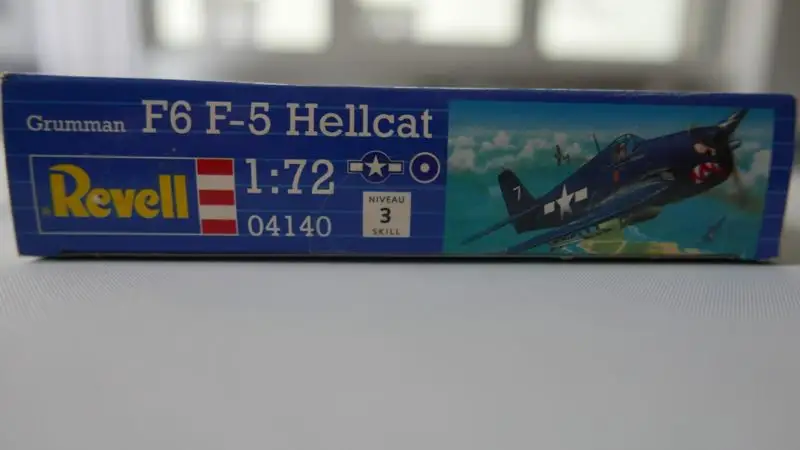 Grumman F6 F-5 Hellcat
Revell 1:72
04140
NIVEAU
3
SKILL
7